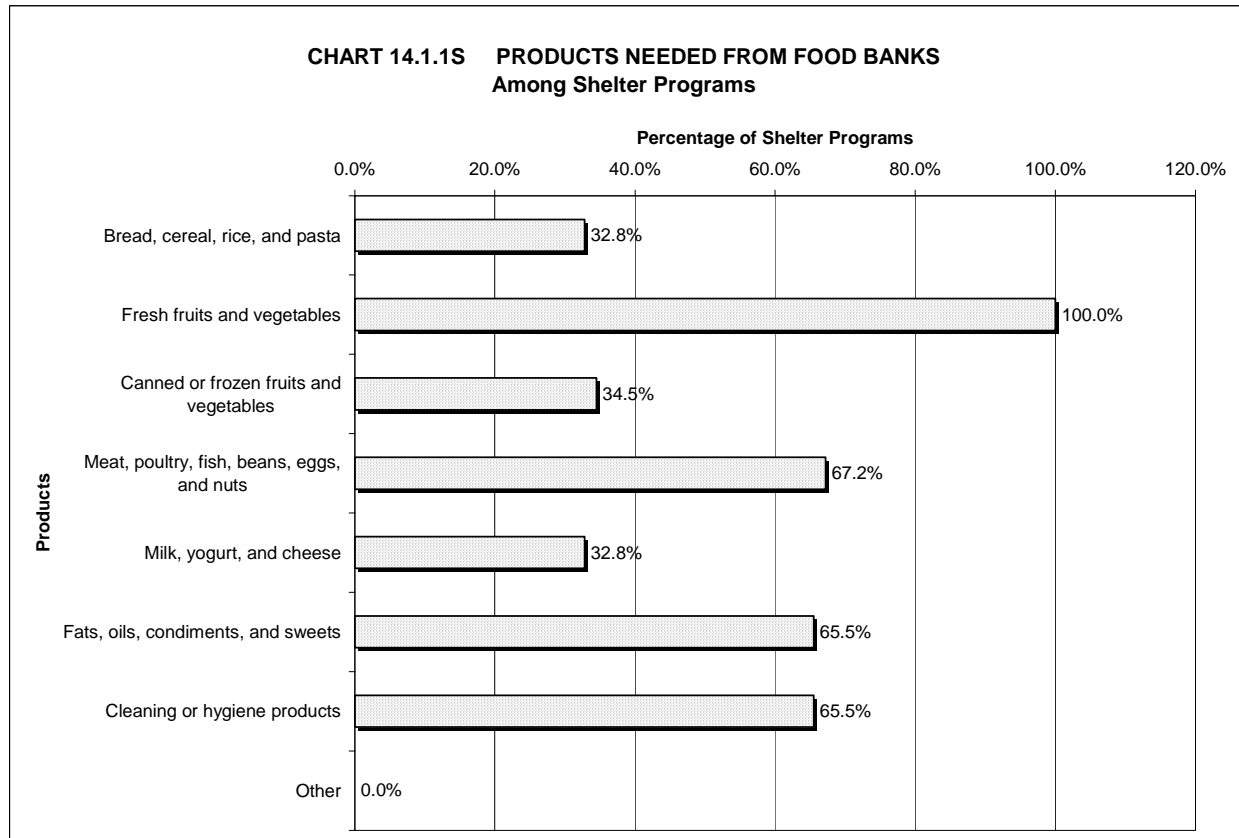 CHART 14.1.1S PRODUCTS NEEDED FROM FOOD BANKS
Among Shelter Programs
Percentage of Shelter Programs
0.0% 20.0% 40.0% 60.0% 80.0% 100.0% 120.0%
Products
Bread, cereal, rice, and pasta 32.8%
Fresh fruits and vegetables 100.0%
Canned or frozen fruits and
vegetables 34.5%
Meat, poultry, fish, beans, eggs,
and nuts 67.2%
Milk, yogurt, and cheese 32.8%
Fats, oils, condiments, and sweets 65.5%
Cleaning or hygiene products 65.5%
Other 0.0%